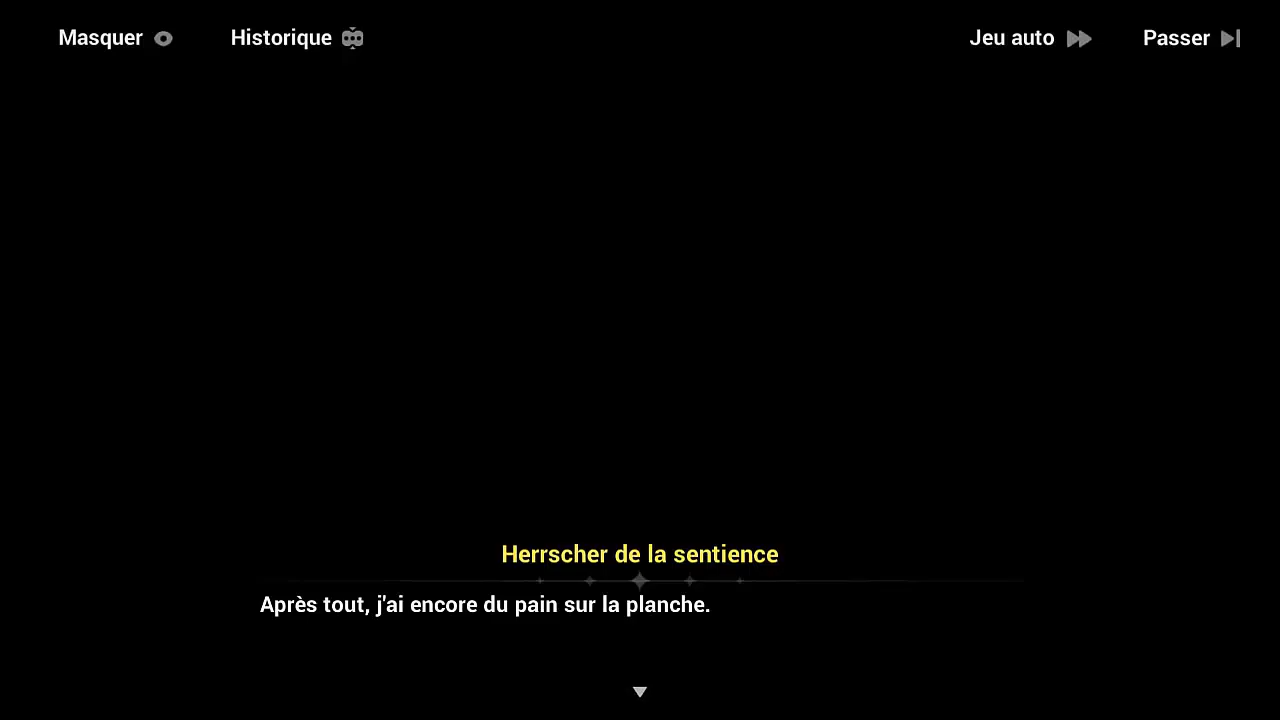 Masquer Historique Jeu auto Passer
Herrscher de la sentience
Après tout, j'ai encore du pain sur la planche.